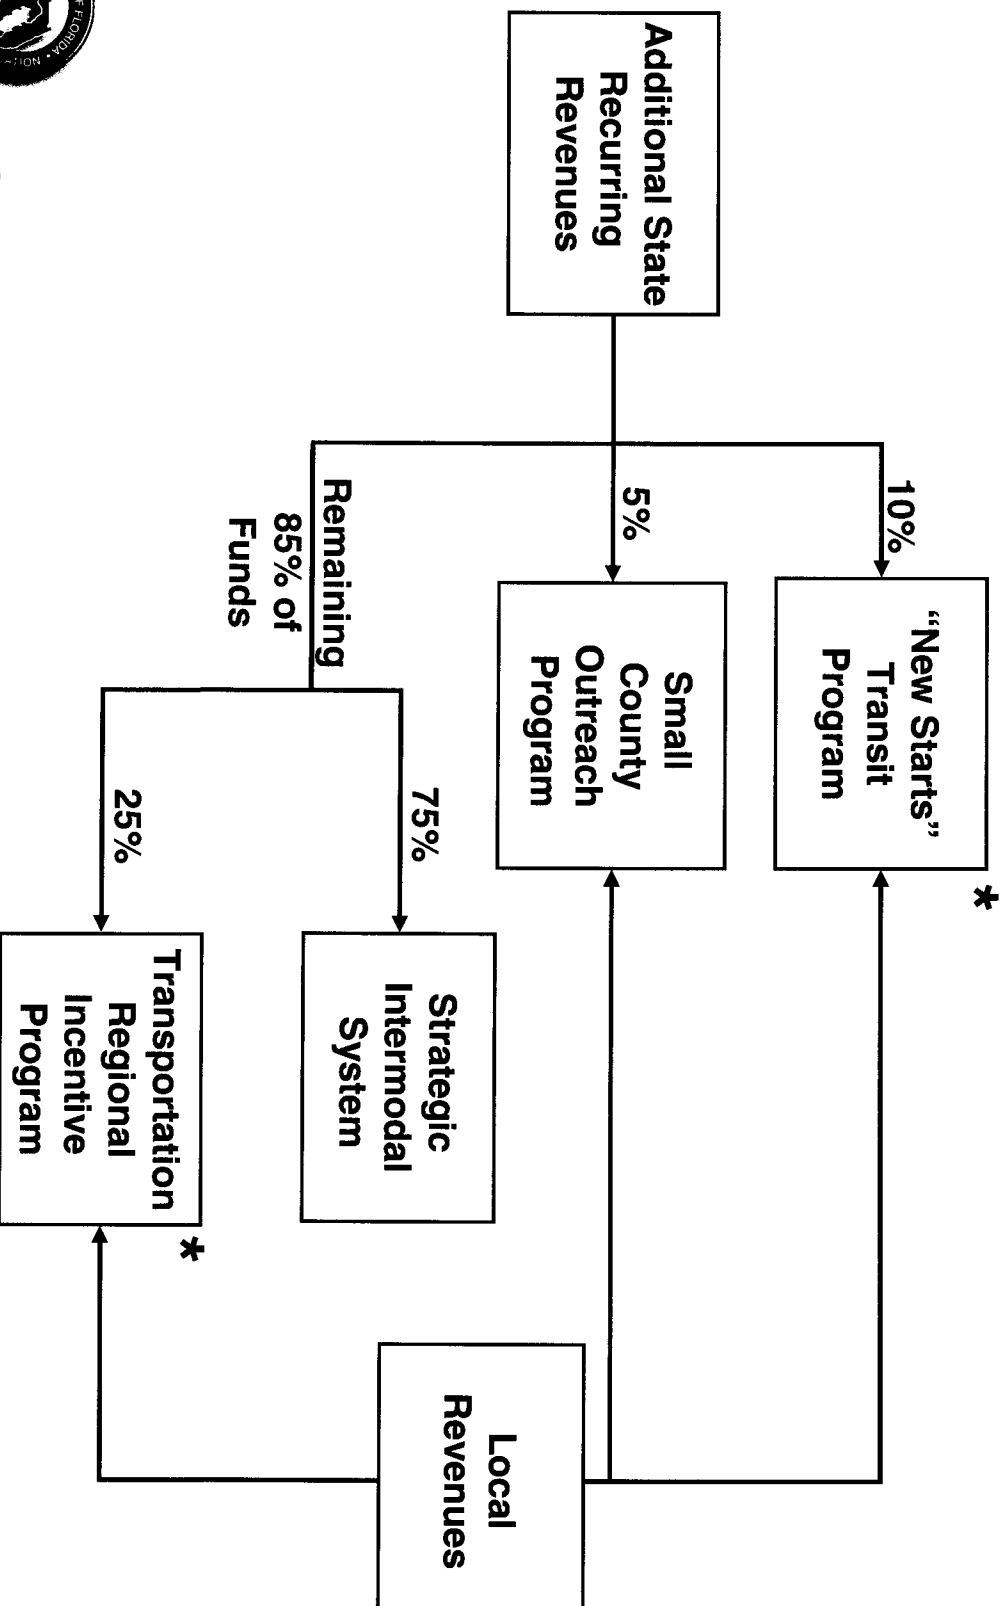 Additional State
Recurring
Revenues
10%
"New Starts"
Transit
Program
*
5%
Small
County
Outreach
Program
Remaining
85% of
Funds
75%
Strategic
Intermodal
System
25%
Transportation
Regional
Incentive
Program
*
Local
Revenues
F FLORIDA •